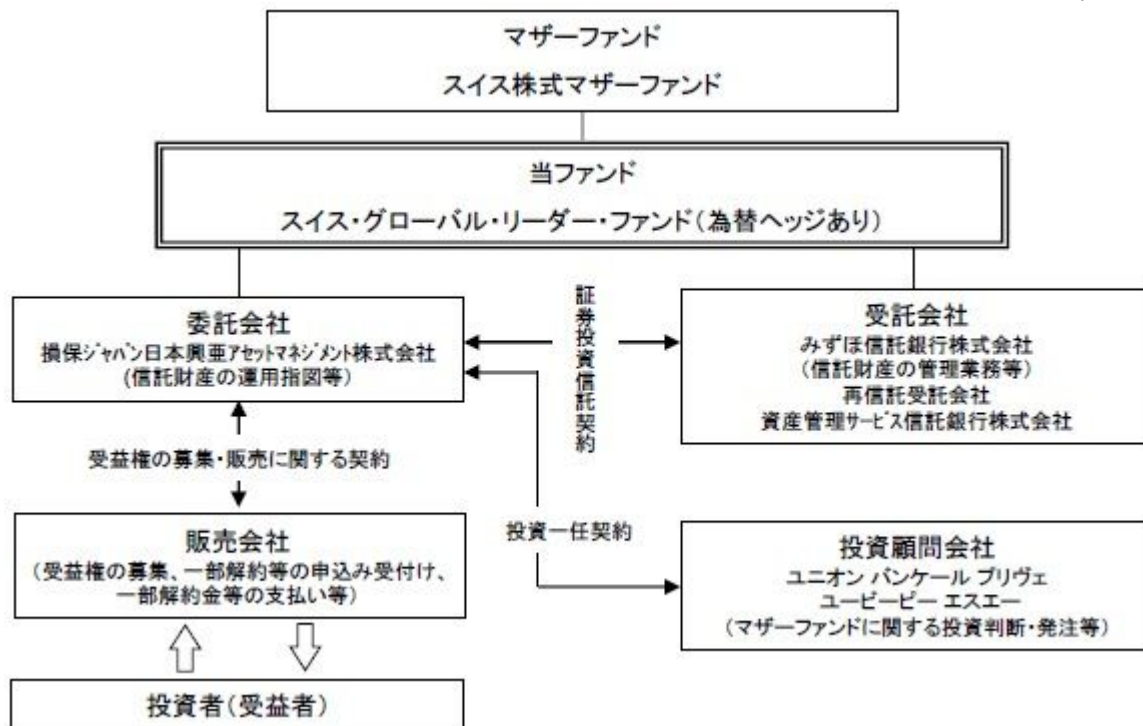 マザーファンド
スイス株式マザーファンド
当ファンド
スイス・グローバル・リーダー・ファンド(為替ヘッジあり)
委託会社
損保ｼﾞｬﾊﾟﾝ日本興亜ｱｾｯﾄﾏﾈｼﾞﾒﾝﾄ株式会社
(信託財産の運用指図等)
証券投資信託契約
受託会社
みずほ信託銀行株式会社
(信託財産の管理業務等)
再信託受託会社
資産管理ｻｰﾋﾞｽ信託銀行株式会社
受益権の募集・販売に関する契約
販売会社
(受益権の募集、一部解約等の申込み受付け、
一部解約金等の支払い等)
投資一任契約
投資顧問会社
ユニオン バンケール プリヴェ
ユービーピー エスエー
(マザーファンドに関する投資判断・発注等)
投資者(受益者)